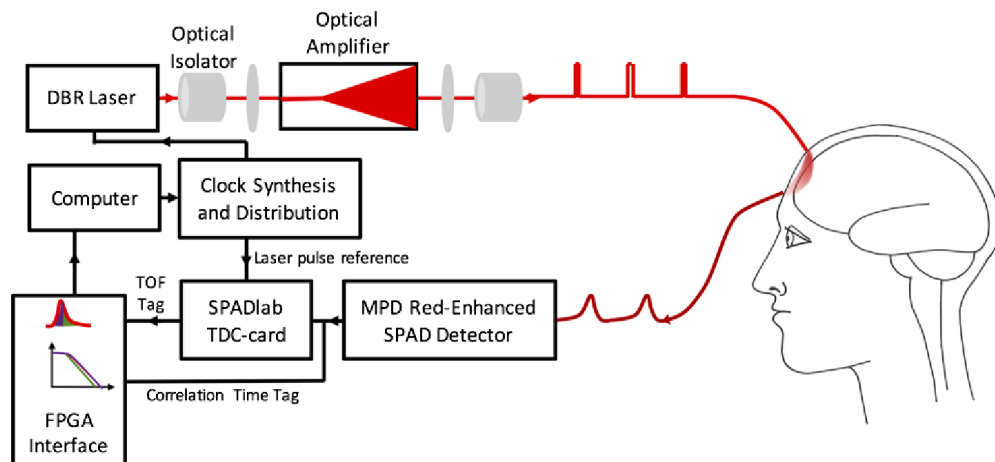 Optical
Isolator
Optical
Amplifier
DBR Laser
Computer
Clock Synthesis
and Distribution
Laser pulse reference
TOF
Tag
SPADlab
TDC-card
MPD Red-Enhanced
SPAD Detector
Correlation Time Tag
FPGA
Interface